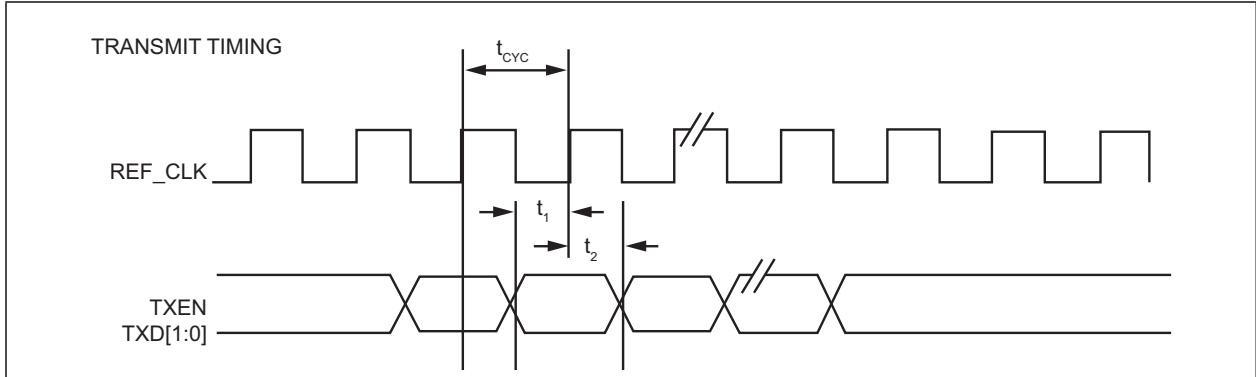 TRANSMIT TIMING
tCYC
REF_CLK
t1
t2
TXEN
TXD[1:0]